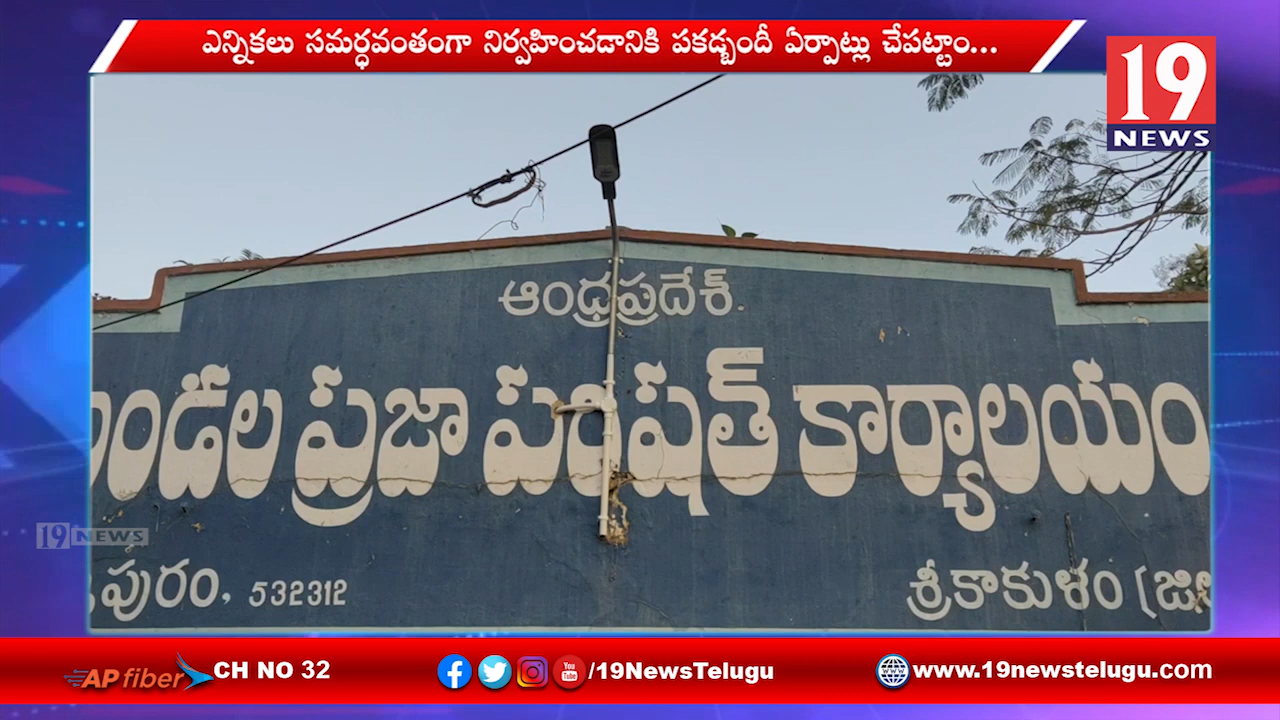 ఎన్నికలు సమర్ధవంతంగా నిర్వహించడానికి పకడ్బందీ ఏర్పాట్లు చేపట్టాం...
19
NEWS
ఆంధ్రప్రదేశ్.
మండల ప్రజా పరిషత్ కార్యాలయం
పురం, 532312
శ్రీకాకుళం (జి
19 NEWS
AP fiber CH NO 32
/19NewsTelugu
www.19newstelugu.com